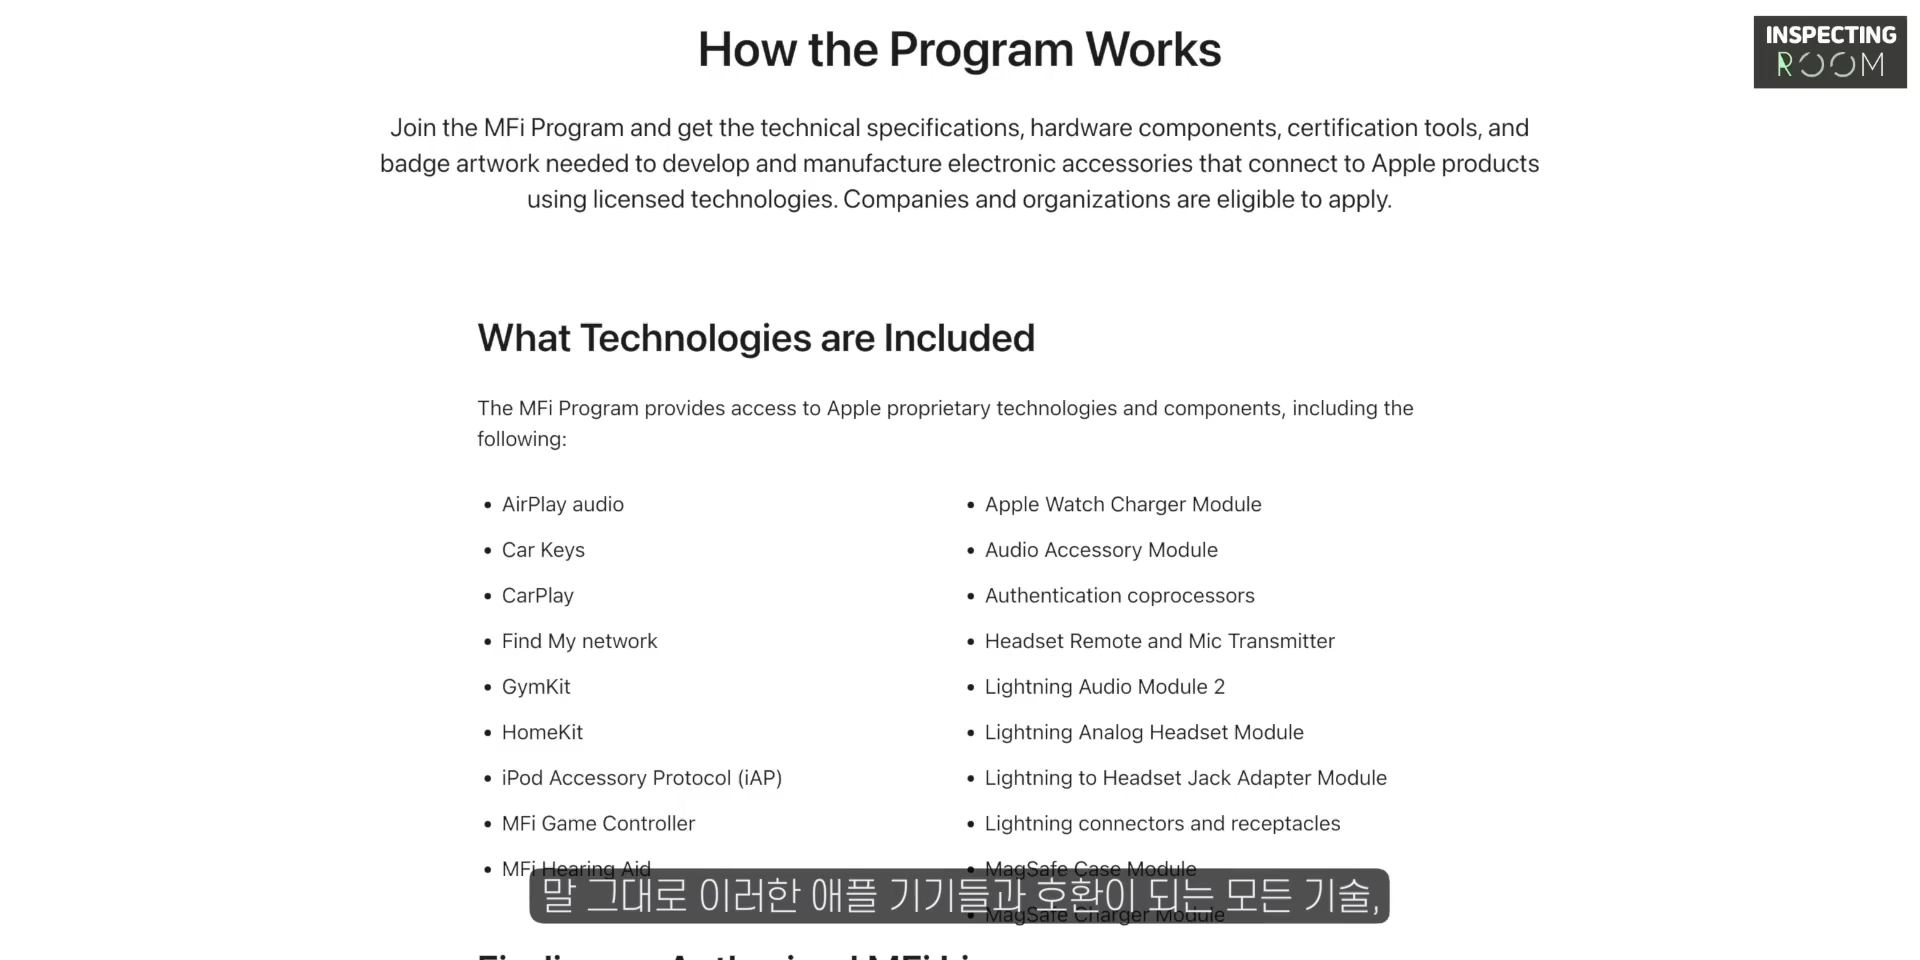 How the Program Works
INSPECTING
ROOM
Join the MFi Program and get the technical specifications, hardware components, certification tools, and
badge artwork needed to develop and manufacture electronic accessories that connect to Apple products
using licensed technologies. Companies and organizations are eligible to apply.
What Technologies are Included
The MFi Program provides access to Apple proprietary technologies and components, including the
following:
• AirPlay audio
• Car Keys
• CarPlay
• Find My network
• GymKit
• HomeKit
• iPod Accessory Protocol (iAP)
• MFi Game Controller
• MFi Hearing Aid
• Apple Watch Charger Module
• Audio Accessory Module
• Authentication coprocessors
• Headset Remote and Mic Transmitter
• Lightning Audio Module 2
• Lightning Analog Headset Module
• Lightning to Headset Jack Adapter Module
• Lightning connectors and receptacles
• MagSafe Case Module
• MagSafe Charger Module
말 그대로 이러한 애플 기기들과 호환이 되는 모든 기술,